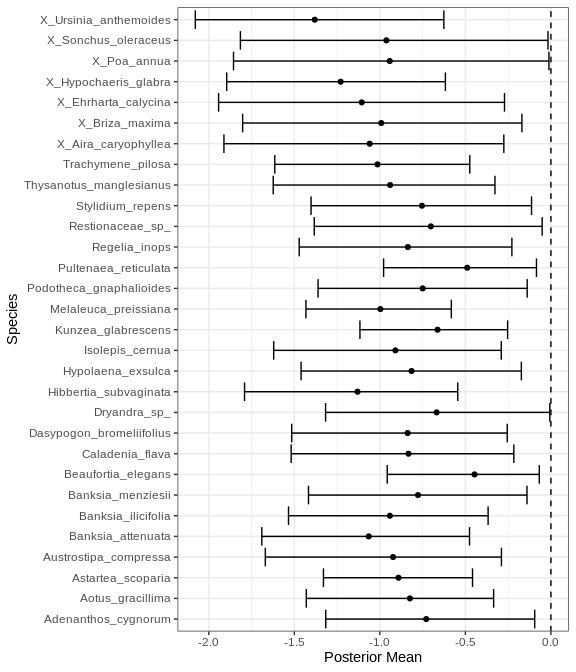 X_Ursinia_anthemoides
X_Sonchus_oleraceus
X_Poa_annua
X_Hypochaeris_glabra
X_Ehrharta_calycina
X_Briza_maxima
X_Aira_caryophyllea
Trachymene_pilosa
Thysanotus_manglesianus
Stylidium_repens
Restionaceae_sp_
Regelia_inops
Pultenaea_reticulata
Podotheca_gnaphalioides
Melaleuca_preissiana
Kunzea_glabrescens
Isolepis_cernua
Hypolaena_exsulca
Hibbertia_subvaginata
Dryandra_sp_
Dasypogon_bromeliifolius
Caladenia_flava
Beaufortia_elegans
Banksia_menziesii
Banksia_ilicifolia
Banksia_attenuata
Austrostipa_compressa
Astartea_scoparia
Aotus_gracillima
Adenanthos_cygnorum
Species
-2.0 -1.5 -1.0 -0.5 0.0
Posterior Mean